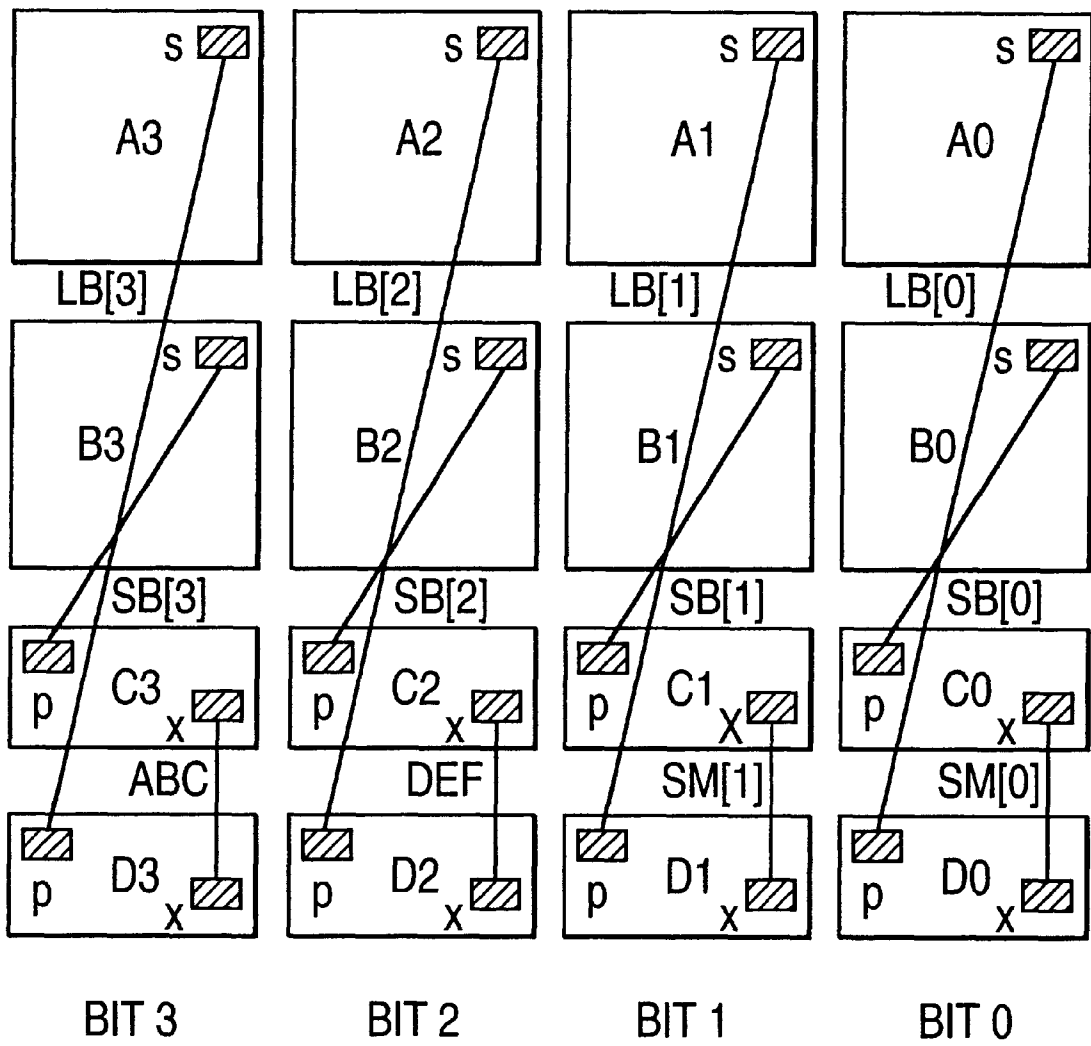 s s s s
A3 A2 A1 A0
LB[3] LB[2] LB[1] LB[0]
s s s s
B3 B2 B1 B0
SB[3] SB[2] SB[1] SB[0]
p C3 x p C2 x p C1 X p C0 x
ABC DEF SM[1] SM[0]
p D3 x p D2 x p D1 x p D0 x
BIT 3 BIT 2 BIT 1 BIT 0